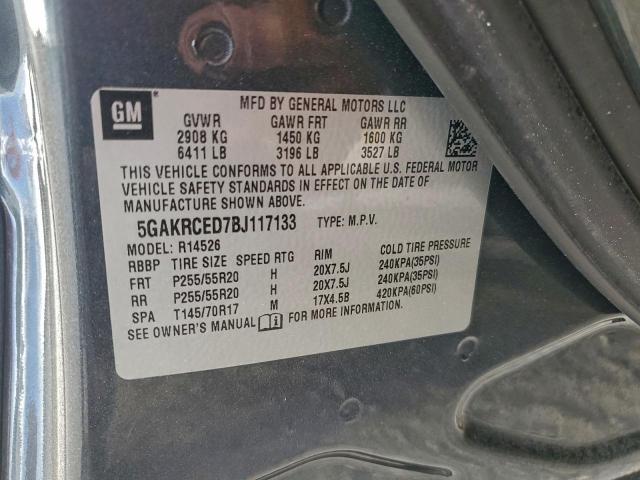 GM
MFD BY GENERAL MOTORS LLC
GVWR GAWR FRT GAWR RR
2908 KG 1450 KG 1600 KG
6411 LB 3196 LB 3527 LB
THIS VEHICLE CONFORMS TO ALL APPLICABLE U.S. FEDERAL MOTOR
VEHICLE SAFETY STANDARDS IN EFFECT ON THE DATE OF
MANUFACTURE SHOWN ABOVE.
5GAKRCED7BJ117133 TYPE: M.P.V.
MODEL: R14526
RBBP TIRE SIZE SPEED RTG RIM COLD TIRE PRESSURE
FRT P255/55R20 H 20X7.5J 240KPA(35PSI)
RR P255/55R20 H 20X7.5J 240KPA(35PSI)
SPA T145/70R17 M 17X4.5B 420KPA(60PSI)
SEE OWNER'S MANUAL FOR MORE INFORMATION.